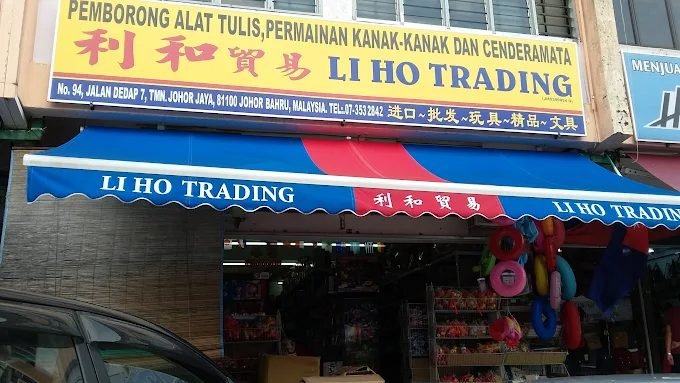 PEMBORONG ALAT TULIS,PERMAINAN KANAK-KANAK DAN CENDERAMATA
利和貿易 LI HO TRADING
No. 94, JALAN DEDAP 7, TMN. JOHOR JAYA, 81100 JOHOR BAHRU, MALAYSIA. TEL:-07-353 2842 进口~批发~玩具~精品~文具
MENJUA
LI HO TRADING 利和貿易 LI HO TRADING